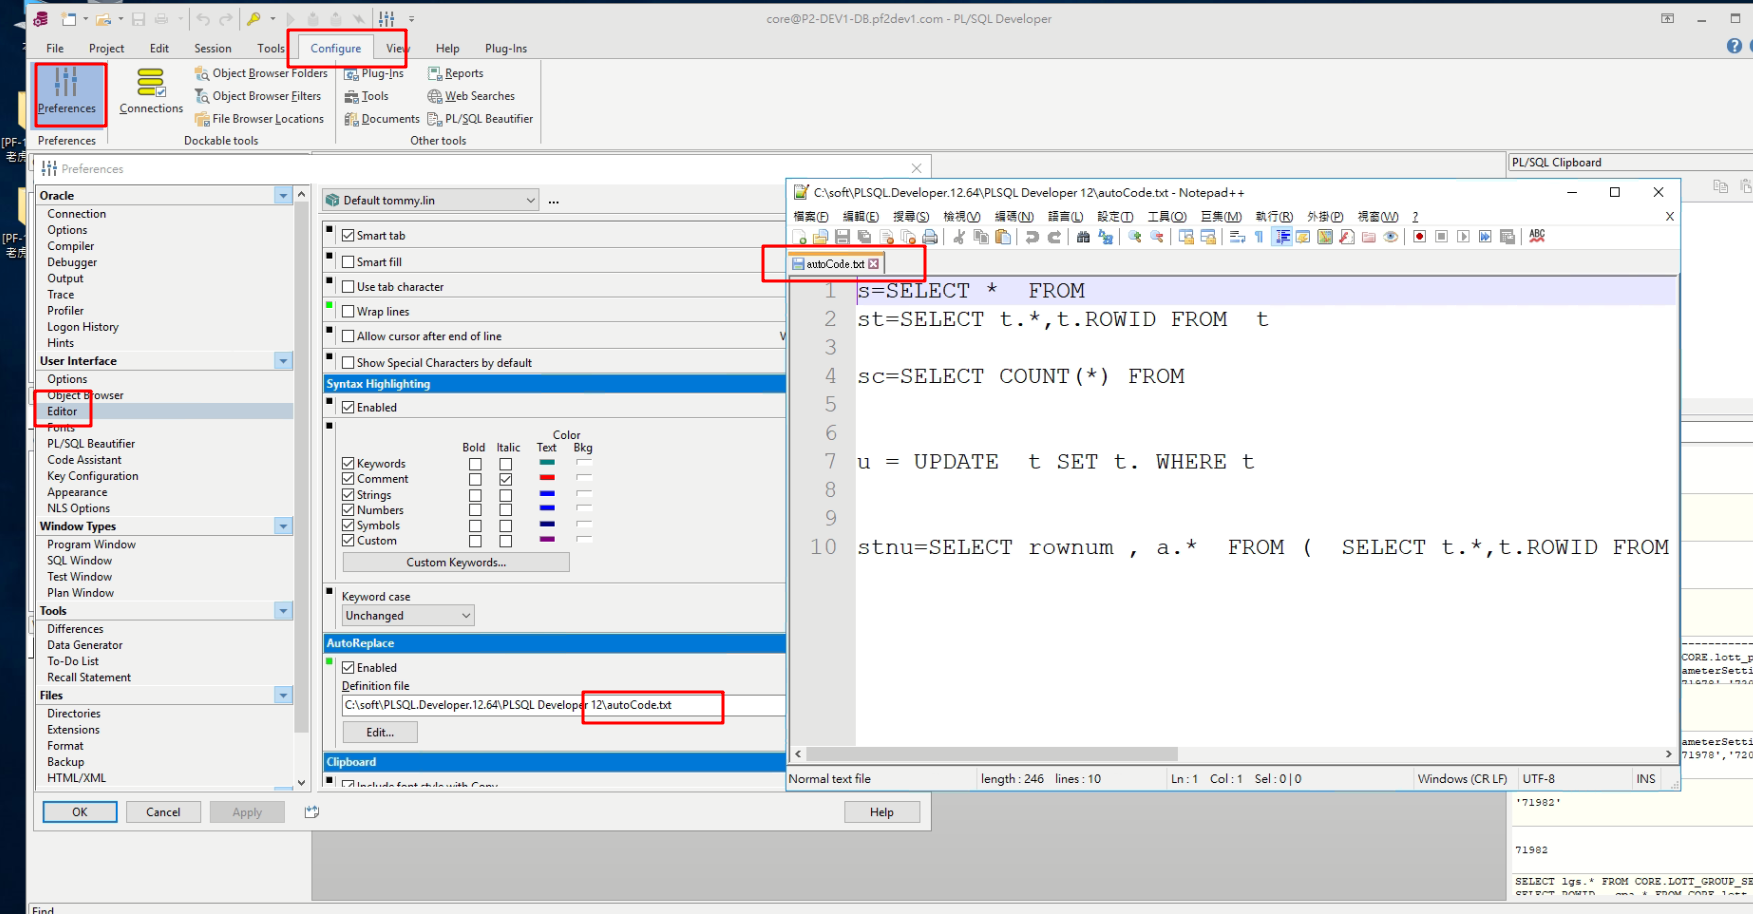 core@P2-DEV1-DB.pf2dev1.com - PL/SQL Developer
File Project Edit Session Tools Configure View Help Plug-Ins
Preferences
Connections
Object Browser Folders
Object Browser Filters
File Browser Locations
Plug-Ins
Tools
Documents
Reports
Web Searches
PL/SQL Beautifier
Preferences Dockable tools Other tools
[PF-1
老虎
[PF-1
老虎
Preferences
Oracle
Connection
Options
Compiler
Debugger
Output
Trace
Profiler
Logon History
Hints
User Interface
Options
Object Browser
Editor
Fonts
PL/SQL Beautifier
Code Assistant
Key Configuration
Appearance
NLS Options
Window Types
Program Window
SQL Window
Test Window
Plan Window
Tools
Differences
Data Generator
To-Do List
Recall Statement
Files
Directories
Extensions
Format
Backup
HTML/XML
OK Cancel Apply Help
Default tommy.lin ...
Smart tab
Smart fill
Use tab character
Wrap lines
Allow cursor after end of line
Show Special Characters by default
Syntax Highlighting
Enabled
Color
Bold Italic Text Bkg
Keywords
Comment
Strings
Numbers
Symbols
Custom
Custom Keywords...
Keyword case
Unchanged
AutoReplace
Enabled
Definition file
C:\soft\PLSQL.Developer.12.64\PLSQL Developer 12\autoCode.txt
Edit...
Clipboard
Include font style with Copy
C:\soft\PLSQL.Developer.12.64\PLSQL Developer 12\autoCode.txt - Notepad++
檔案(F) 編輯(E) 搜尋(S) 檢視(V) 編碼(N) 語言(L) 設定(T) 工具(O) 巨集(M) 執行(R) 外掛(P) 視窗(W) ? X
autoCode.txt
1 s=SELECT * FROM
2 st=SELECT t.*,t.ROWID FROM t
3
4 sc=SELECT COUNT(*) FROM
5
6
7 u = UPDATE t SET t. WHERE t
8
9
10 stnu=SELECT rownum , a.* FROM ( SELECT t.*,t.ROWID FROM
Normal text file length : 246 lines : 10 Ln : 1 Col : 1 Sel : 0 | 0 Windows (CR LF) UTF-8 INS
PL/SQL Clipboard
CORE.lott_p
ameterSetti
71978','720
ameterSetti
71978','720
'71982'
71982
SELECT lgs.* FROM CORE.LOTT_GROUP_SE
Find